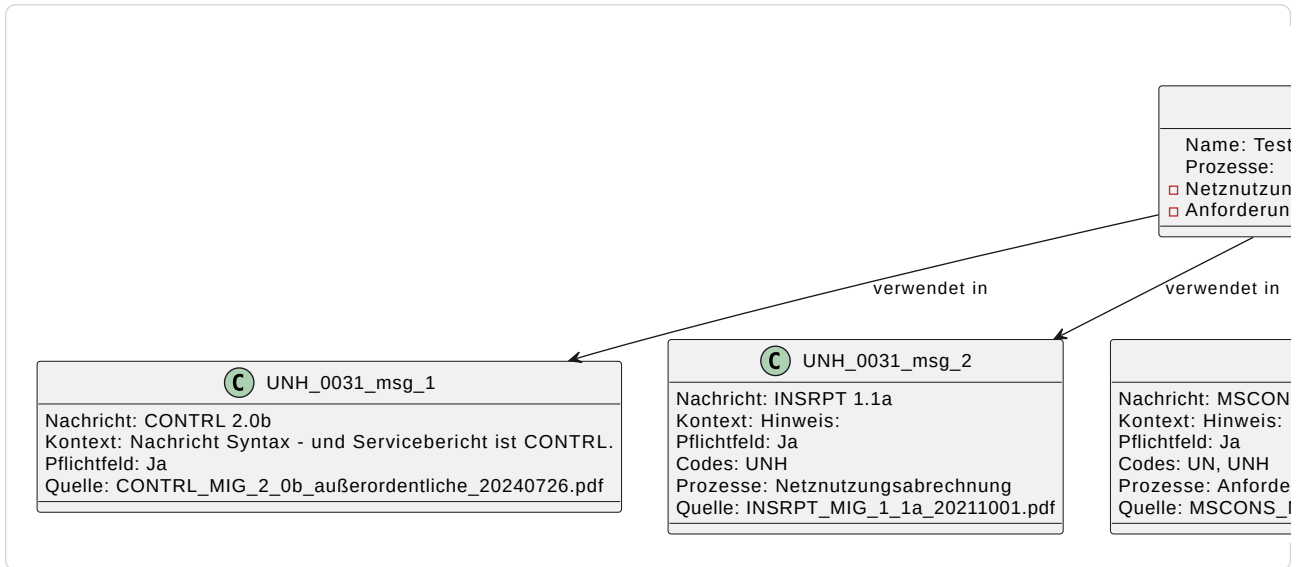 Name: Test
Prozesse:
Netznutzun
Anforderun
verwendet in
verwendet in
C UNH_0031_msg_1
Nachricht: CONTRL 2.0b
Kontext: Nachricht Syntax - und Servicebericht ist CONTRL.
Pflichtfeld: Ja
Quelle: CONTRL_MIG_2_0b_außerordentliche_20240726.pdf
C UNH_0031_msg_2
Nachricht: INSRPT 1.1a
Kontext: Hinweis:
Pflichtfeld: Ja
Codes: UNH
Prozesse: Netznutzungsabrechnung
Quelle: INSRPT_MIG_1_1a_20211001.pdf
Nachricht: MSCON
Kontext: Hinweis:
Pflichtfeld: Ja
Codes: UN, UNH
Prozesse: Anforde
Quelle: MSCONS_